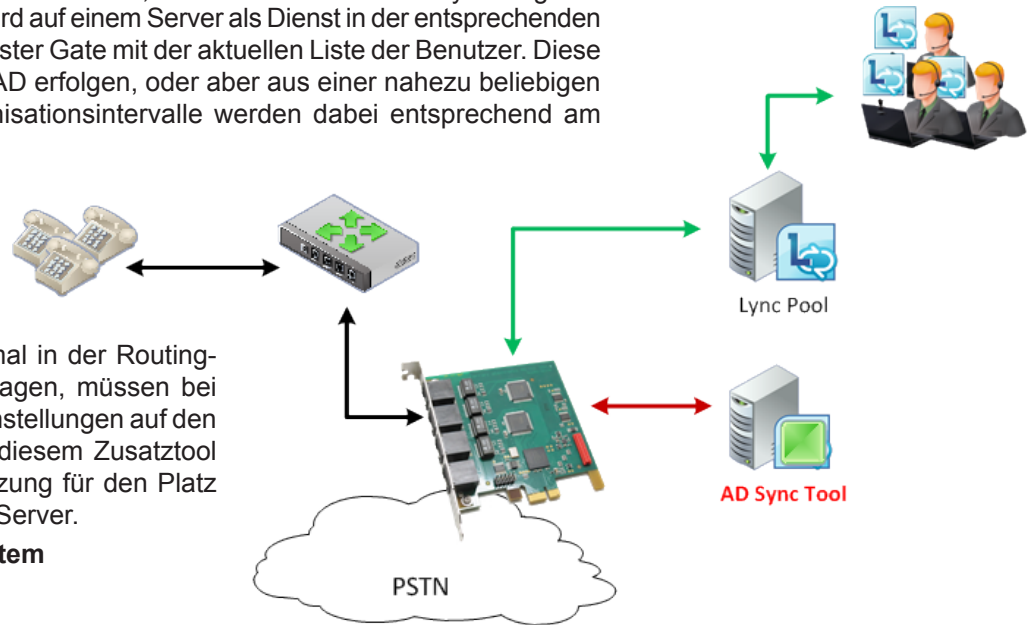 rd auf einem Server als Dienst in der entsprechenden
ster Gate mit der aktuellen Liste der Benutzer. Diese
AD erfolgen, oder aber aus einer nahezu beliebigen
nisationsintervalle werden dabei entsprechend am
Lync Pool
nal in der Routing-
agen, müssen bei
nstellungen auf den
diesem Zusatztool
zung für den Platz
Server.
tem
AD Sync Tool
PSTN